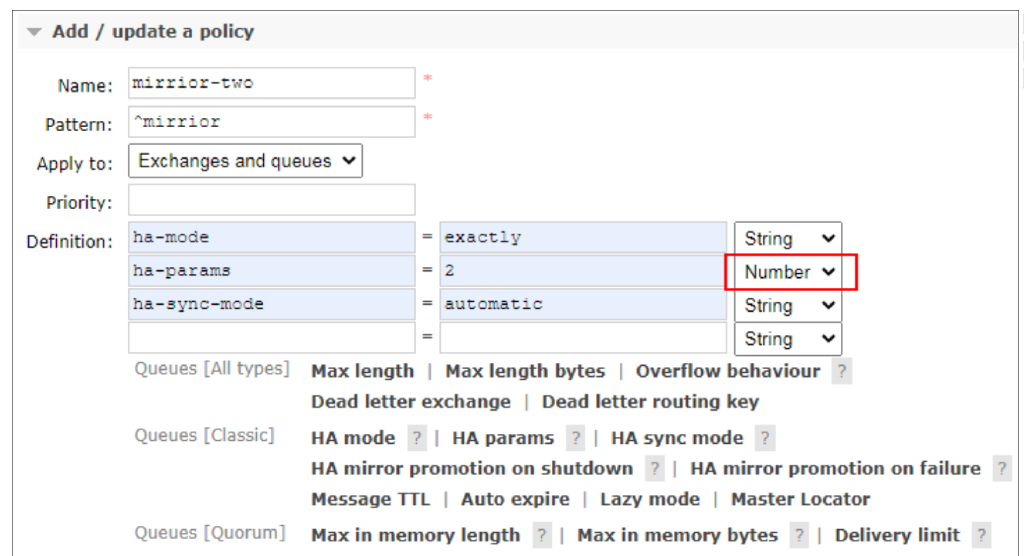 Add / update a policy
Name: mirrior-two *
Pattern: ^mirrior *
Apply to: Exchanges and queues
Priority:
Definition: ha-mode = exactly String
ha-params = 2 Number
ha-sync-mode = automatic String
= String
Queues [All types] Max length | Max length bytes | Overflow behaviour ?
Dead letter exchange | Dead letter routing key
Queues [Classic] HA mode ? | HA params ? | HA sync mode ?
HA mirror promotion on shutdown ? | HA mirror promotion on failure ?
Message TTL | Auto expire | Lazy mode | Master Locator
Queues [Quorum] Max in memory length ? | Max in memory bytes ? | Delivery limit ?